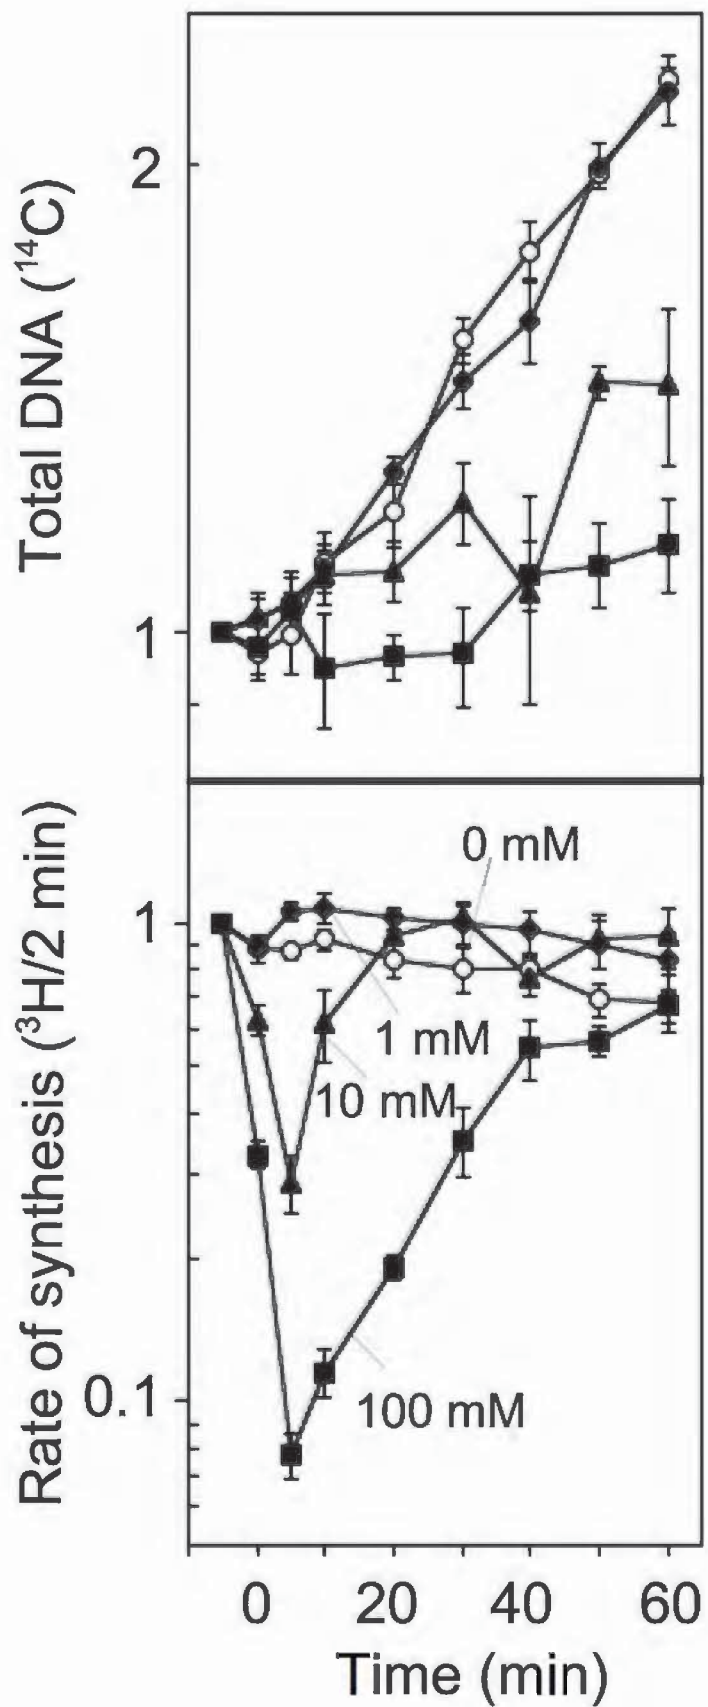 Total DNA (¹⁴C)
2
1
Rate of synthesis (³H/2 min)
1
0.1
0 mM
1 mM
10 mM
100 mM
0 20 40 60
Time (min)